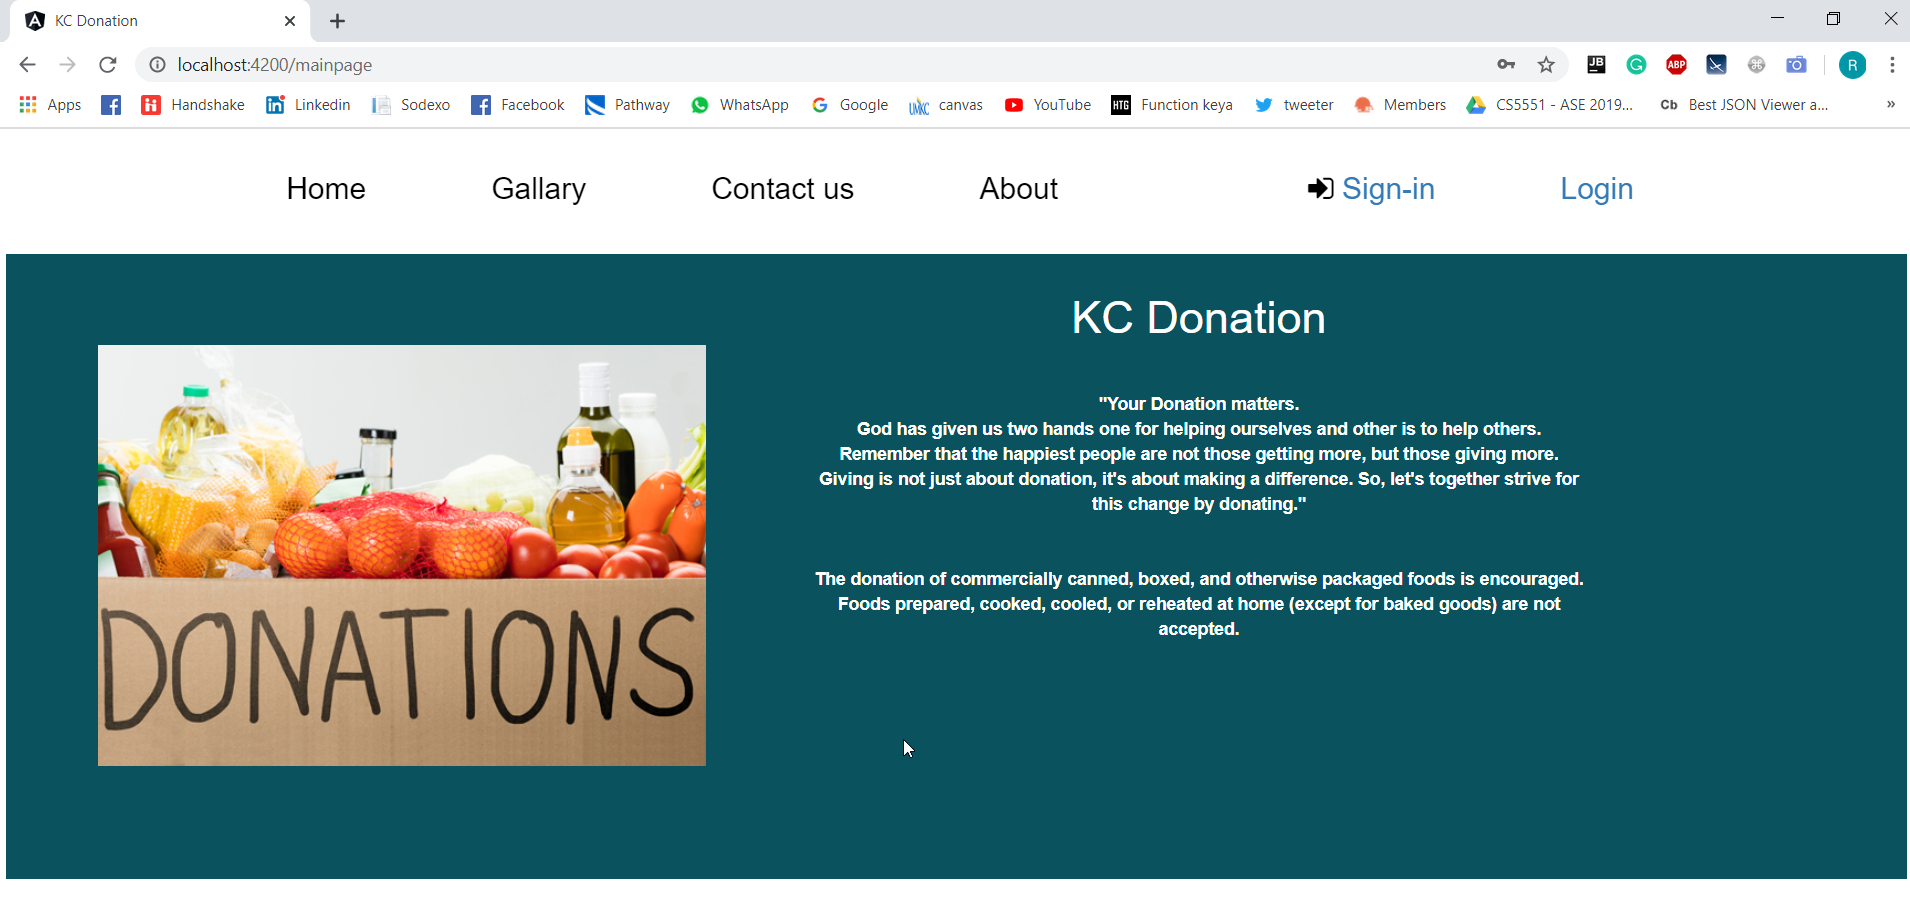 KC Donation
localhost:4200/mainpage
JB
G
ABP
R
Apps
Handshake
Linkedin
Sodexo
Facebook
Pathway
WhatsApp
Google
UMKC
canvas
YouTube
HTG
Function keya
tweeter
Members
CS5551 - ASE 2019...
Cb
Best JSON Viewer a...
»
Home
Gallary
Contact us
About
Sign-in
Login
KC Donation
"Your Donation matters.
God has given us two hands one for helping ourselves and other is to help others.
Remember that the happiest people are not those getting more, but those giving more.
Giving is not just about donation, it's about making a difference. So, let's together strive for
this change by donating."
The donation of commercially canned, boxed, and otherwise packaged foods is encouraged.
Foods prepared, cooked, cooled, or reheated at home (except for baked goods) are not
accepted.
DONATIONS